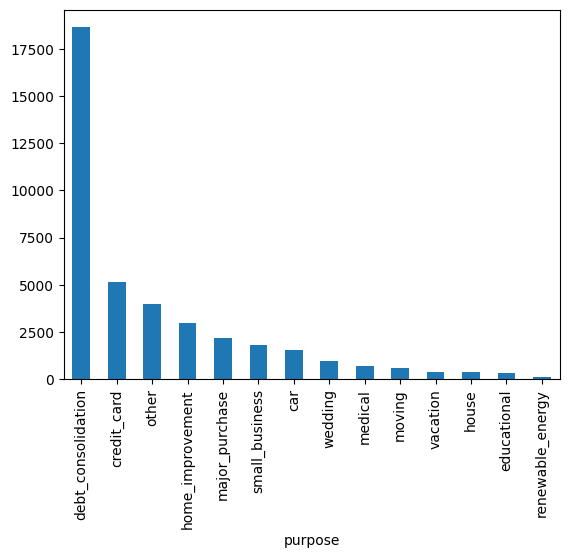 17500
15000
12500
10000
7500
5000
2500
0
debt_consolidation
credit_card
other
home_improvement
major_purchase
small_business
car
wedding
medical
moving
vacation
house
educational
renewable_energy
purpose